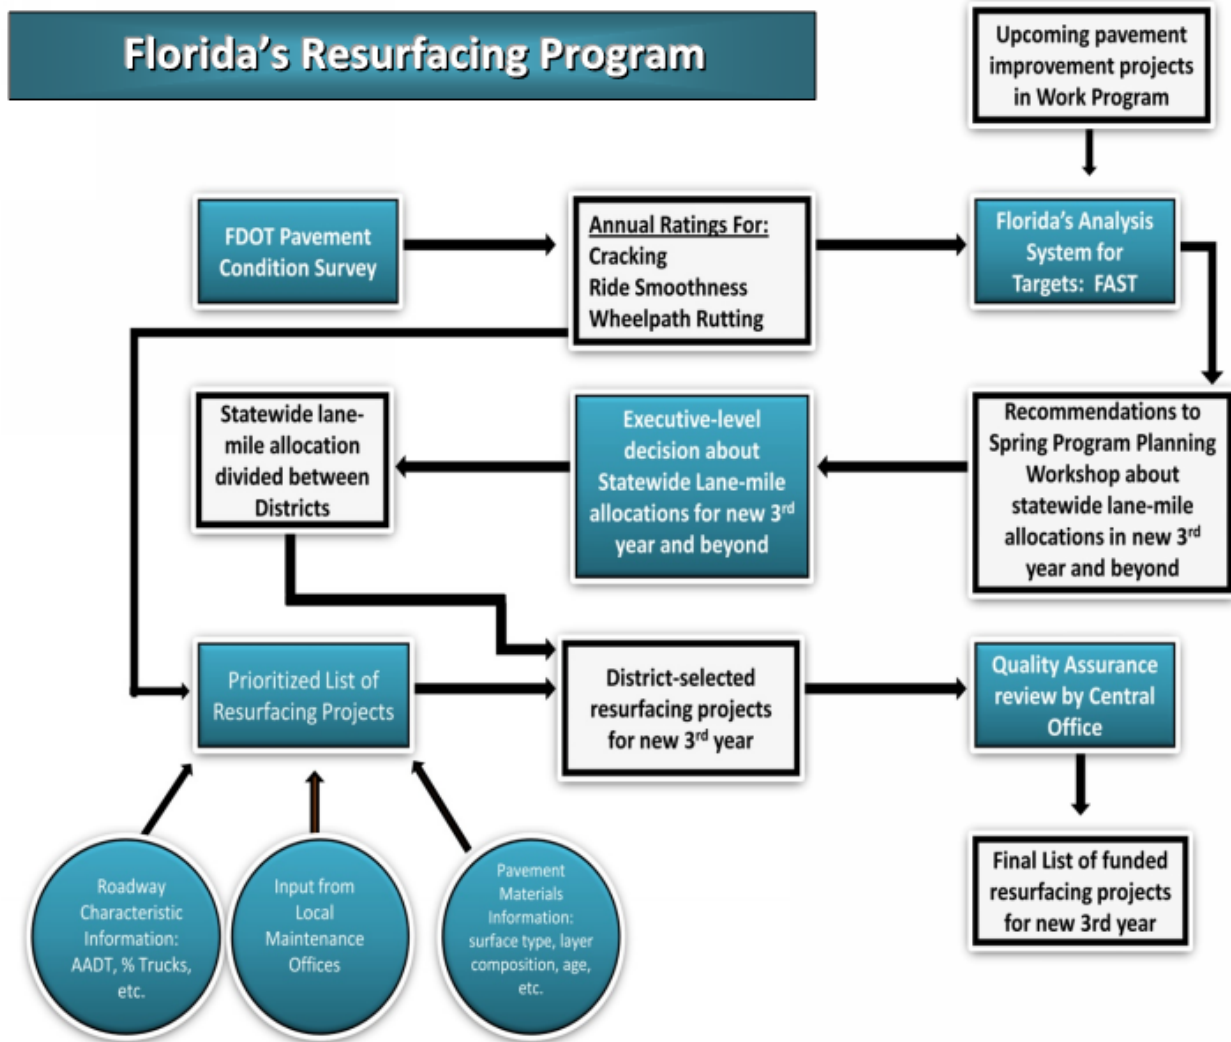 Florida's Resurfacing Program
Upcoming pavement
improvement projects
in Work Program
FDOT Pavement
Condition Survey
Annual Ratings For:
Cracking
Ride Smoothness
Wheelpath Rutting
Florida's Analysis
System for
Targets: FAST
Statewide lane-
mile allocation
divided between
Districts
Executive-level
decision about
Statewide Lane-mile
allocations for new 3rd
year and beyond
Recommendations to
Spring Program Planning
Workshop about
statewide lane-mile
allocations in new 3rd
year and beyond
Prioritized List of
Resurfacing Projects
District-selected
resurfacing projects
for new 3rd year
Quality Assurance
review by Central
Office
Roadway
Characteristic
Information:
AADT, % Trucks,
etc.
Input from
Local
Maintenance
Offices
Pavement
Materials
Information:
surface type, layer
composition, age,
etc.
Final List of funded
resurfacing projects
for new 3rd year